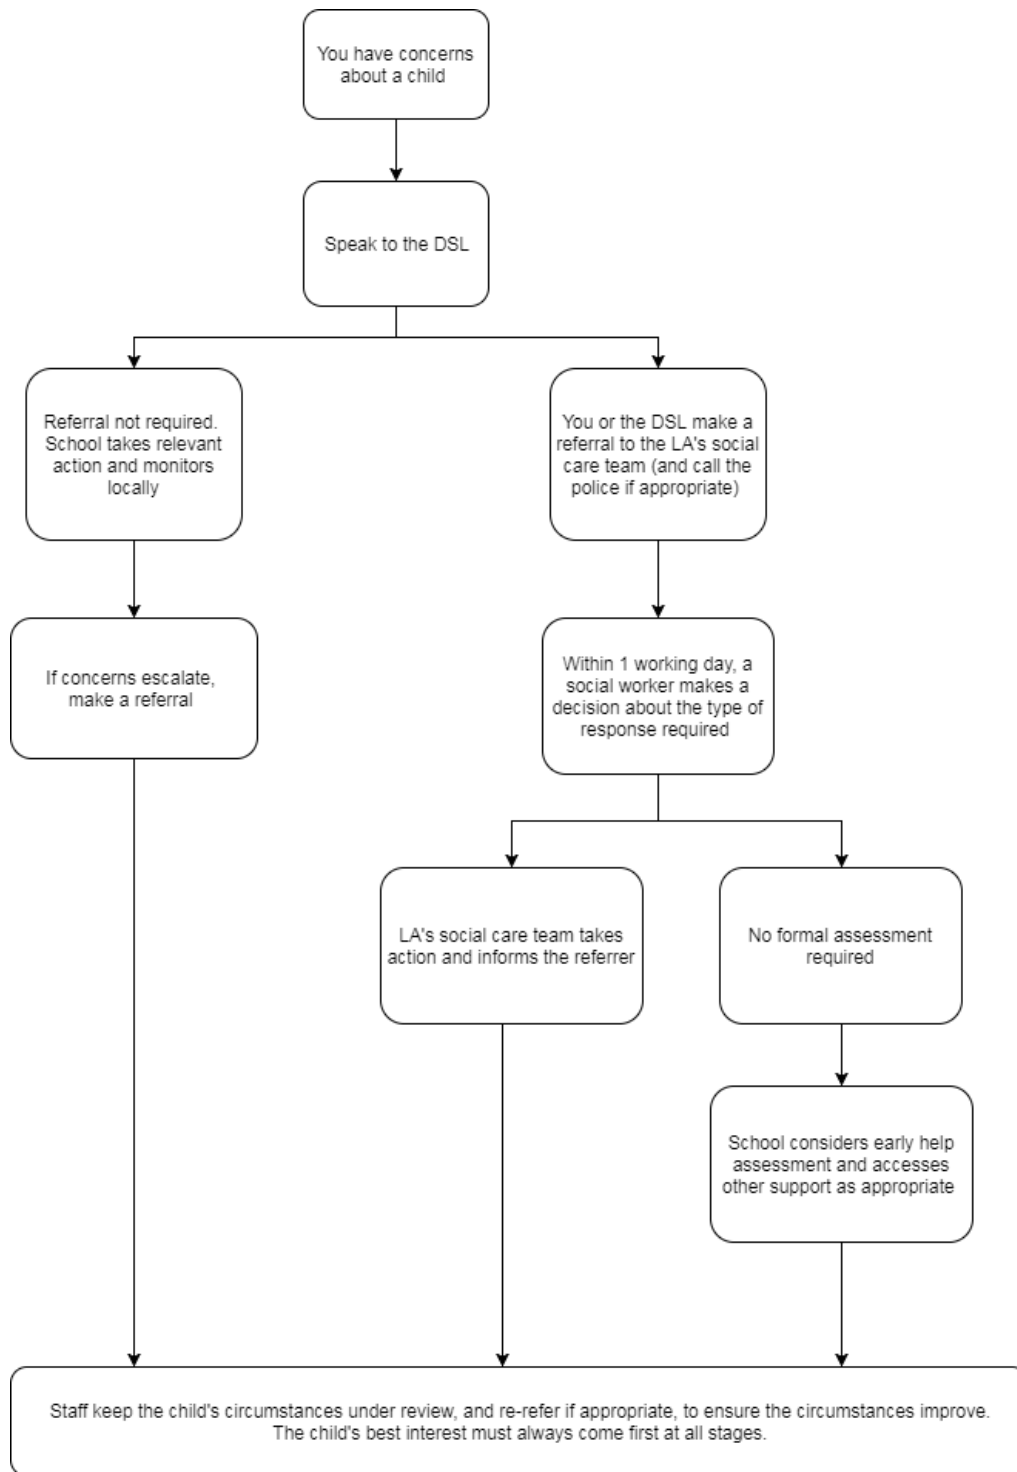 You have concerns
about a child
Speak to the DSL
Referral not required.
School takes relevant
action and monitors
locally
You or the DSL make a
referral to the LA's social
care team (and call the
police if appropriate)
If concerns escalate,
make a referral
Within 1 working day, a
social worker makes a
decision about the type of
response required
LA's social care team takes
action and informs the referrer
No formal assessment
required
School considers early help
assessment and accesses
other support as appropriate
Staff keep the child's circumstances under review, and re-refer if appropriate, to ensure the circumstances improve.
The child's best interest must always come first at all stages.